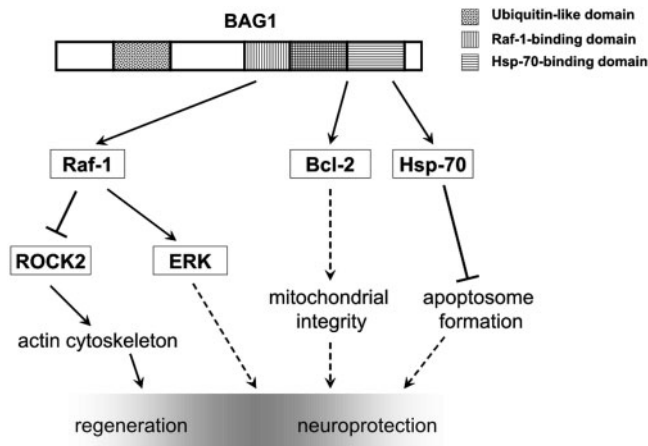 BAG1
Ubiquitin-like domain
Raf-1-binding domain
Hsp-70-binding domain
Raf-1
Bcl-2
Hsp-70
ROCK2
ERK
mitochondrial
integrity
apoptosome
formation
actin cytoskeleton
regeneration
neuroprotection